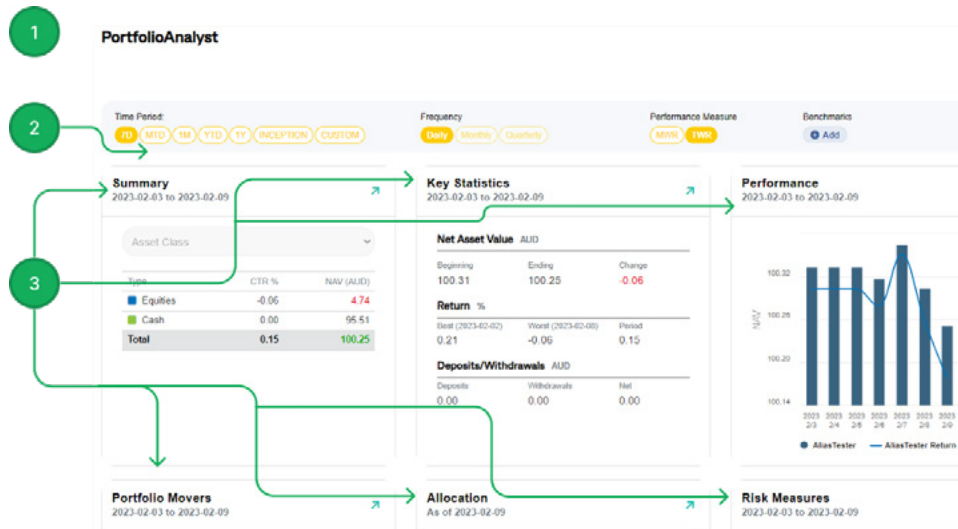 1
PortfolioAnalyst
2
Time Period:
Frequency
Performance Measure
Benchmarks
7D MTD 1M YTD 1Y INCEPTION CUSTOM
Daily Monthly Quarterly
MWR TWR
Add
3
Summary
2023-02-03 to 2023-02-09
Asset Class
Type CTR % NAV (AUD)
Equities -0.06 4.74
Cash 0.00 95.51
Total 0.15 100.25
Key Statistics
2023-02-03 to 2023-02-09
Net Asset Value AUD
Beginning Ending Change
100.31 100.25 -0.06
Return %
Best (2023-02-02) Worst (2023-02-08) Period
0.21 -0.06 0.15
Deposits/Withdrawals AUD
Deposits Withdrawals Net
0.00 0.00 0.00
Performance
2023-02-03 to 2023-02-09
NAV
100.32
100.26
100.20
100.14
2023 2023 2023 2023 2023 2023 2023
2/3 2/4 2/5 2/6 2/7 2/8 2/9
AliasTester AliasTester Return
Portfolio Movers
2023-02-03 to 2023-02-09
Allocation
As of 2023-02-09
Risk Measures
2023-02-03 to 2023-02-09